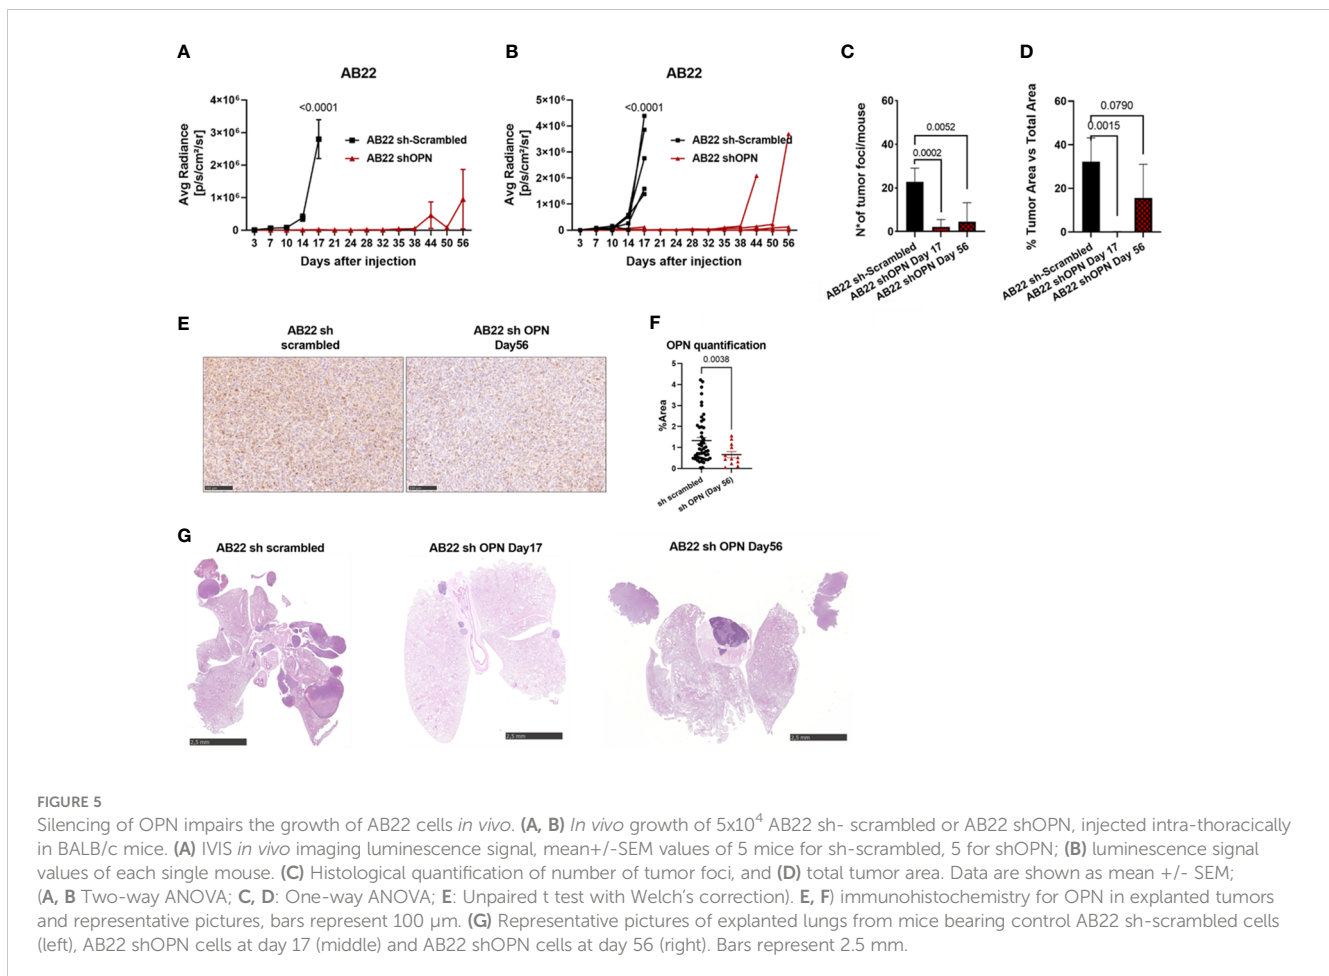 A
AB22
4×10⁶
3×10⁶
2×10⁶
1×10⁶
0
Avg Radiance
[p/s/cm²/sr]
<0.0001
AB22 sh-Scrambled
AB22 shOPN
3 7 10 14 17 21 24 28 32 35 38 44 50 56
Days after injection
B
AB22
5×10⁶
4×10⁶
3×10⁶
2×10⁶
1×10⁶
0
Avg Radiance
[p/s/cm²/sr]
<0.0001
AB22 sh-Scrambled
AB22 shOPN
3 7 10 14 17 21 24 28 32 35 38 44 50 56
Days after injection
C
N°of tumor foci/mouse
60
40
20
0
0.0052
0.0002
AB22 sh-Scrambled
AB22 shOPN Day 17
AB22 shOPN Day 56
D
% Tumor Area vs Total Area
60
40
20
0
0.0790
0.0015
AB22 sh-Scrambled
AB22 shOPN Day 17
AB22 shOPN Day 56
E
AB22 sh
scrambled
AB22 sh OPN
Day56
F
OPN quantification
0.0038
%Area
5
4
3
2
1
0
sh scrambled
sh OPN (Day 56)
G
AB22 sh scrambled
AB22 sh OPN Day17
AB22 sh OPN Day56
2,5 mm
2,5 mm
2,5 mm
FIGURE 5
Silencing of OPN impairs the growth of AB22 cells in vivo. (A, B) In vivo growth of 5x10⁴ AB22 sh- scrambled or AB22 shOPN, injected intra-thoracically
in BALB/c mice. (A) IVIS in vivo imaging luminescence signal, mean+/-SEM values of 5 mice for sh-scrambled, 5 for shOPN; (B) luminescence signal
values of each single mouse. (C) Histological quantification of number of tumor foci, and (D) total tumor area. Data are shown as mean +/- SEM;
(A, B Two-way ANOVA; C, D: One-way ANOVA; E: Unpaired t test with Welch's correction). E, F) immunohistochemistry for OPN in explanted tumors
and representative pictures, bars represent 100 μm. (G) Representative pictures of explanted lungs from mice bearing control AB22 sh-scrambled cells
(left), AB22 shOPN cells at day 17 (middle) and AB22 shOPN cells at day 56 (right). Bars represent 2.5 mm.